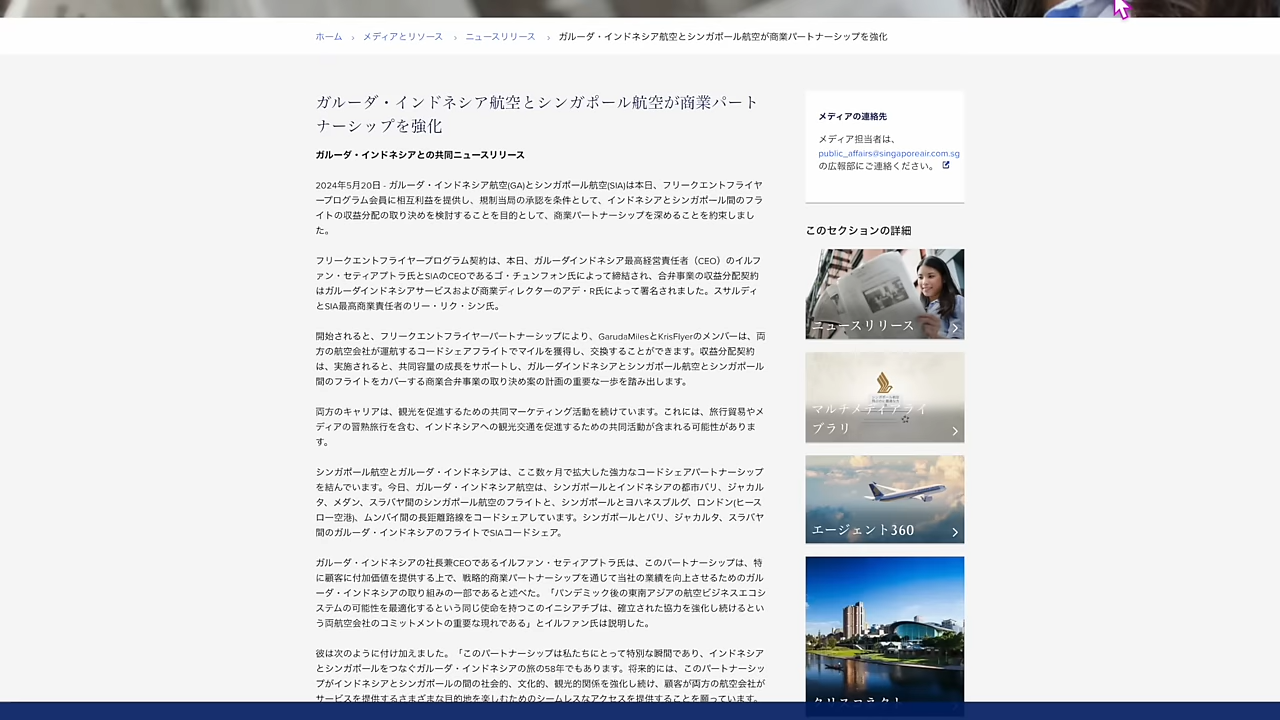 ホーム › メディアとリソース › ニュースリリース › ガルーダ・インドネシア航空とシンガポール航空が商業パートナーシップを強化
ガルーダ・インドネシア航空とシンガポール航空が商業パート
ナーシップを強化
ガルーダ・インドネシアとの共同ニュースリリース
2024年5月20日 - ガルーダ・インドネシア航空(GA)とシンガポール航空(SIA)は本日、フリークエントフライヤ
ープログラム会員に相互利益を提供し、規制当局の承認を条件として、インドネシアとシンガポール間のフラ
イトの収益分配の取り決めを検討することを目的として、商業パートナーシップを深めることを約束しまし
た。
フリークエントフライヤープログラム契約は、本日、ガルーダインドネシア最高経営責任者（CEO）のイルフ
ァン・セティアプトラ氏とSIAのCEOであるゴ・チュンフォン氏によって締結され、合弁事業の収益分配契約
はガルーダインドネシアサービスおよび商業ディレクターのアデ・R氏によって署名されました。スサルディ
とSIA最高商業責任者のリー・リク・シン氏。
開始されると、フリークエントフライヤーパートナーシップにより、GarudaMilesとKrisFlyerのメンバーは、両
方の航空会社が運航するコードシェアフライトでマイルを獲得し、交換することができます。収益分配契約
は、実施されると、共同容量の成長をサポートし、ガルーダインドネシアとシンガポール航空とシンガポール
間のフライトをカバーする商業合弁事業の取り決め案の計画の重要な一歩を踏み出します。
両方のキャリアは、観光を促進するための共同マーケティング活動を続けています。これには、旅行貿易やメ
ディアの習熟旅行を含む、インドネシアへの観光交通を促進するための共同活動が含まれる可能性がありま
す。
シンガポール航空とガルーダ・インドネシアは、ここ数ヶ月で拡大した強力なコードシェアパートナーシップ
を結んでいます。今日、ガルーダ・インドネシア航空は、シンガポールとインドネシアの都市バリ、ジャカル
タ、メダン、スラバヤ間のシンガポール航空のフライトと、シンガポールとヨハネスブルグ、ロンドン(ヒース
ロー空港)、ムンバイ間の長距離路線をコードシェアしています。シンガポールとバリ、ジャカルタ、スラバヤ
間のガルーダ・インドネシアのフライトでSIAコードシェア。
ガルーダ・インドネシアの社長兼CEOであるイルファン・セティアプトラ氏は、このパートナーシップは、特
に顧客に付加価値を提供する上で、戦略的商業パートナーシップを通じて当社の業績を向上させるためのガル
ーダ・インドネシアの取り組みの一部であると述べた。「パンデミック後の東南アジアの航空ビジネスエコシ
ステムの可能性を最適化するという同じ使命を持つこのイニシアチブは、確立された協力を強化し続けるとい
う両航空会社のコミットメントの重要な現れである」とイルファン氏は説明した。
彼は次のように付け加えました。「このパートナーシップは私たちにとって特別な瞬間であり、インドネシア
とシンガポールをつなぐガルーダ・インドネシアの旅の58年でもあります。将来的には、このパートナーシッ
プがインドネシアとシンガポールの間の社会的、文化的、観光的関係を強化し続け、顧客が両方の航空会社が
サービスを提供するさまざまな目的地を楽しむためのシームレスなアクセスを提供することを願っています。
メディアの連絡先
メディア担当者は、
public_affairs@singaporeair.com.sg
の広報部にご連絡ください。
このセクションの詳細
ニュースリリース
マルチメディアライ
ブラリ
エージェント360
クリスコネクト